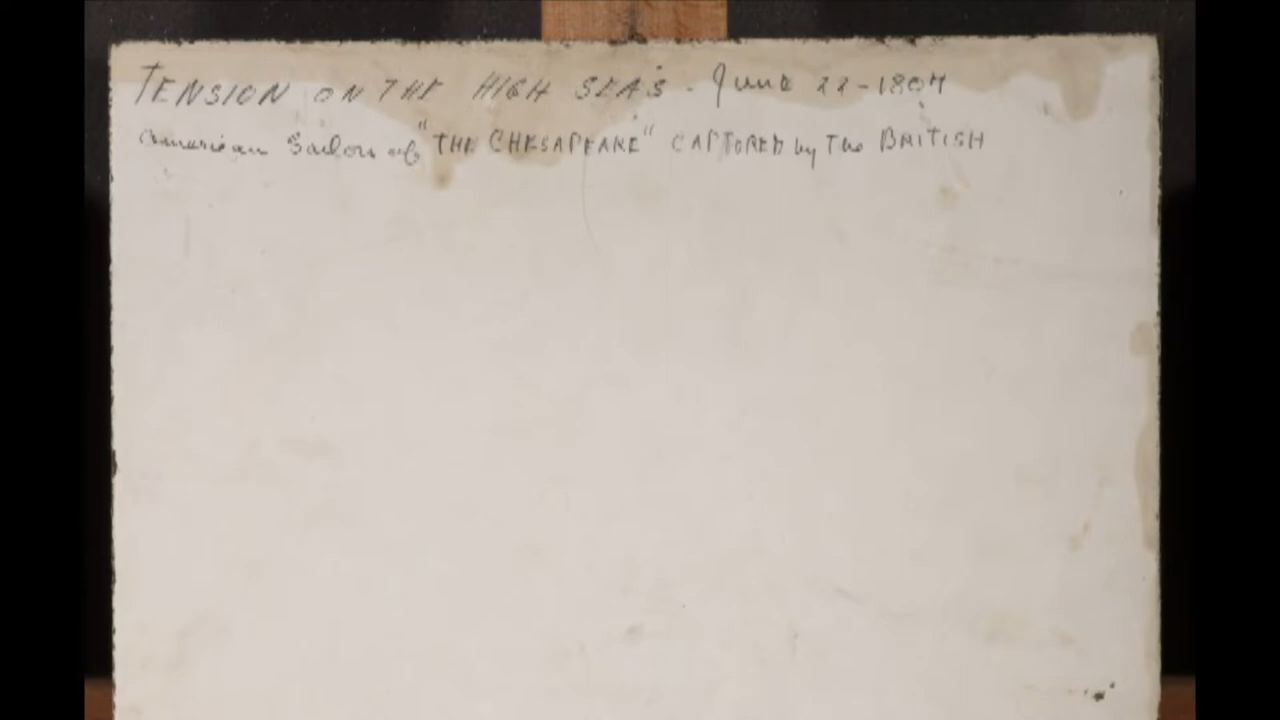 TENSION ON THE HIGH SEAS - June 22-1807
American Sailors of "THE CHESAPEAKE" CAPTURED by The BRITISH